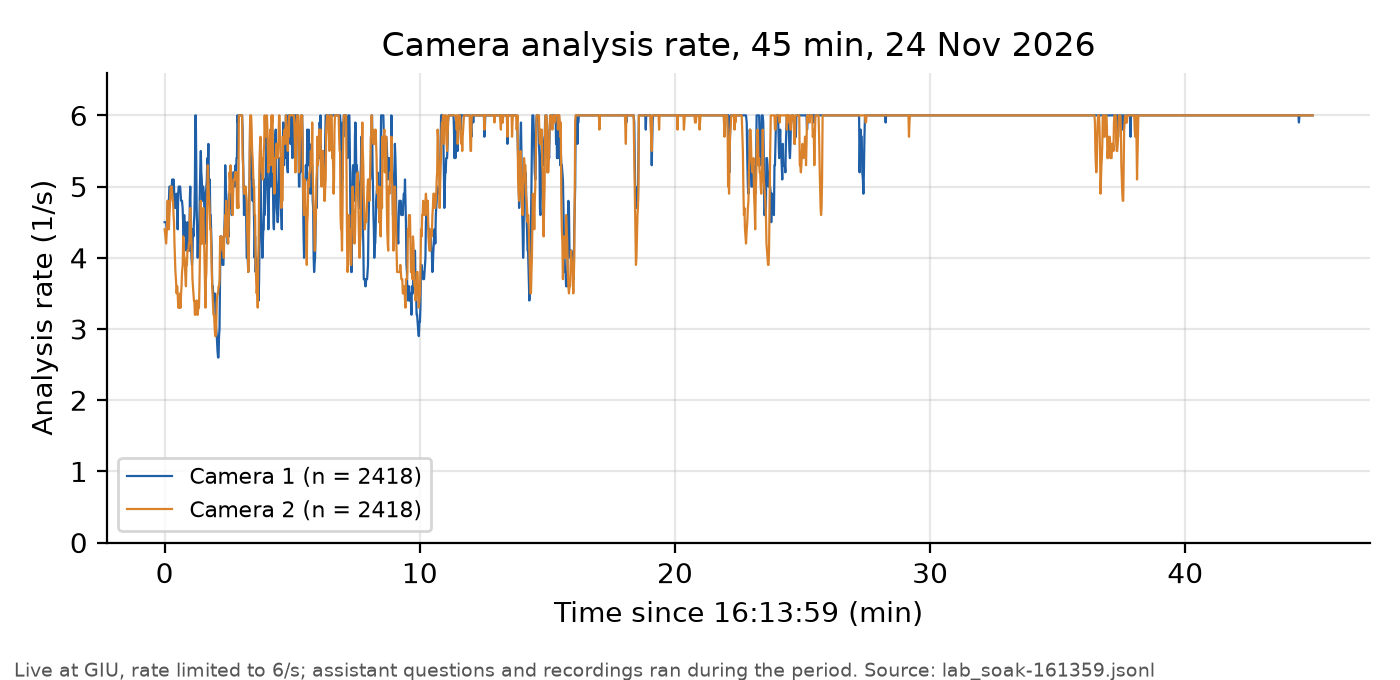 Camera analysis rate, 45 min, 24 Nov 2026
Analysis rate (1/s)
6
5
4
3
2
1
0
Camera 1 (n = 2418)
Camera 2 (n = 2418)
0 10 20 30 40
Time since 16:13:59 (min)
Live at GIU, rate limited to 6/s; assistant questions and recordings ran during the period. Source: lab_soak-161359.jsonl